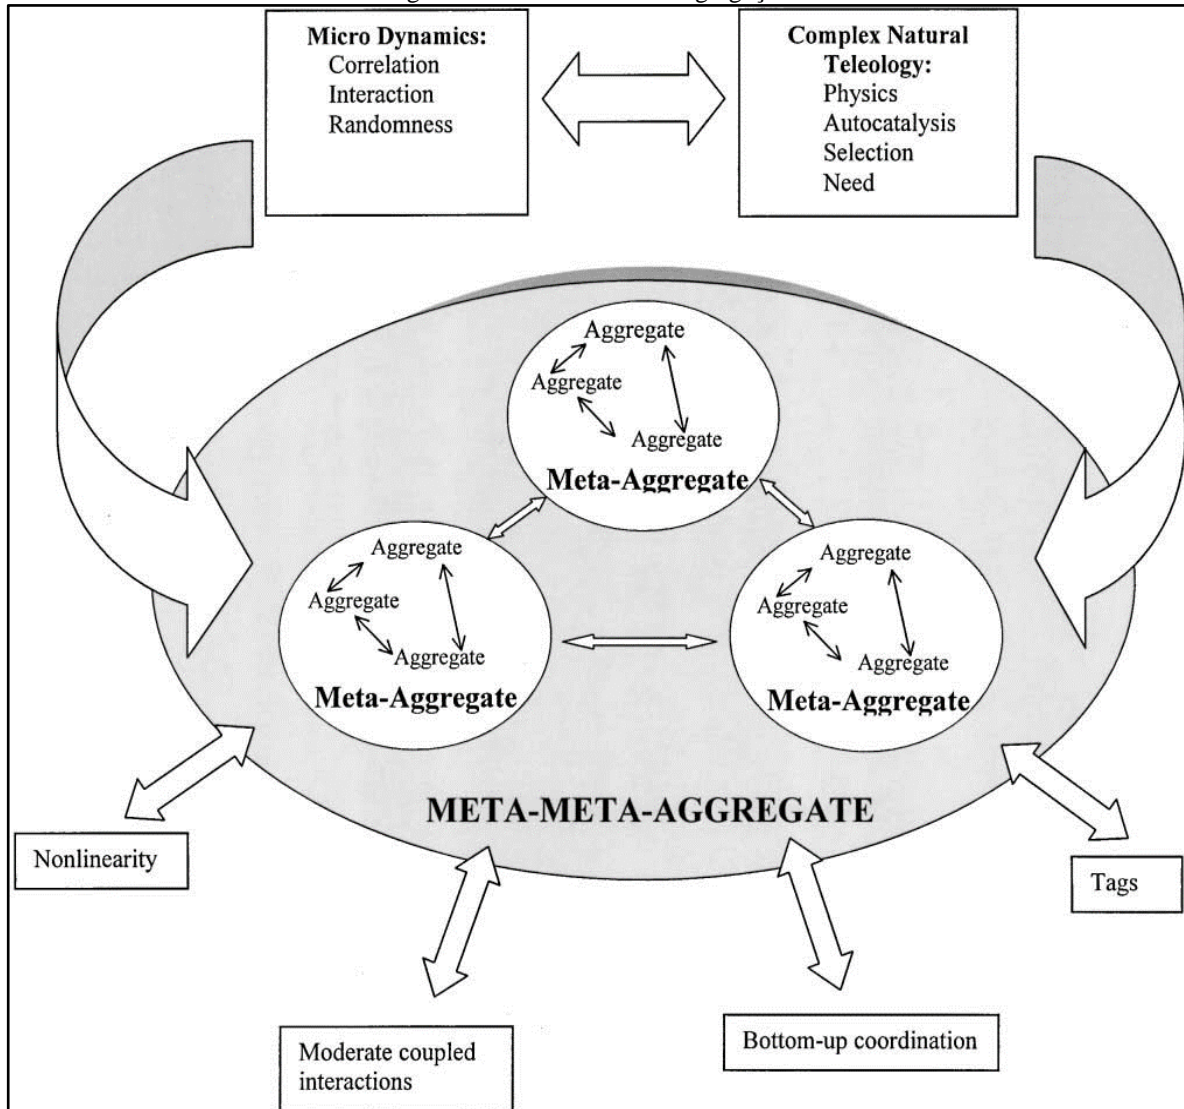 Micro Dynamics:
Correlation
Interaction
Randomness
Complex Natural
Teleology:
Physics
Autocatalysis
Selection
Need
Aggregate
Aggregate
Aggregate
Meta-Aggregate
Aggregate
Aggregate
Aggregate
Meta-Aggregate
Aggregate
Aggregate
Aggregate
Meta-Aggregate
META-META-AGGREGATE
Nonlinearity
Tags
Moderate coupled
interactions
Bottom-up coordination